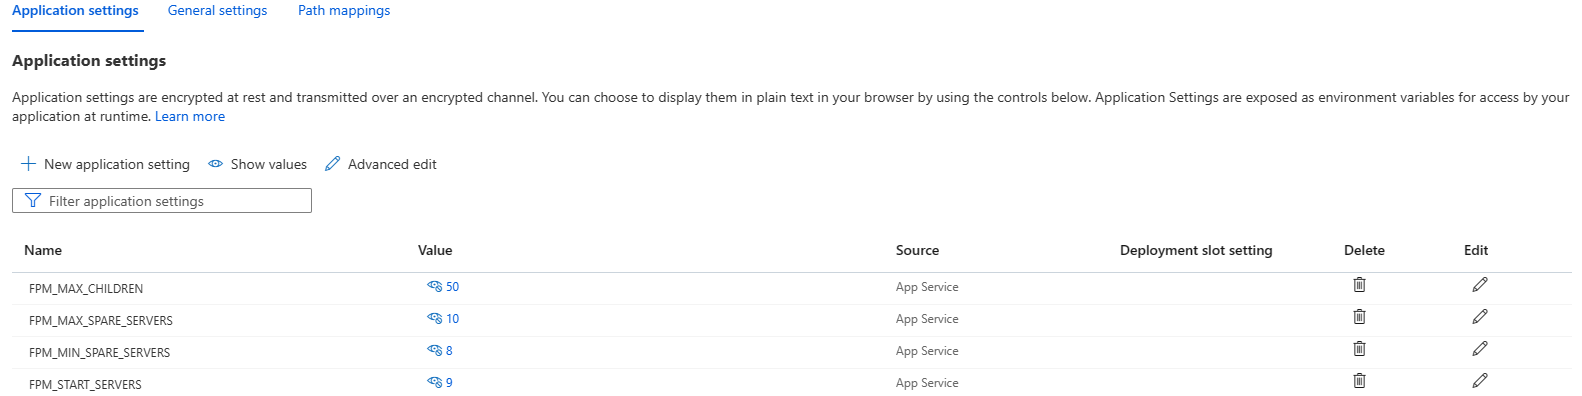 Application settings General settings Path mappings
Application settings
Application settings are encrypted at rest and transmitted over an encrypted channel. You can choose to display them in plain text in your browser by using the controls below. Application Settings are exposed as environment variables for access by your
application at runtime. Learn more
New application setting Show values Advanced edit
Filter application settings
Name Value Source Deployment slot setting Delete Edit
FPM_MAX_CHILDREN 50 App Service
FPM_MAX_SPARE_SERVERS 10 App Service
FPM_MIN_SPARE_SERVERS 8 App Service
FPM_START_SERVERS 9 App Service